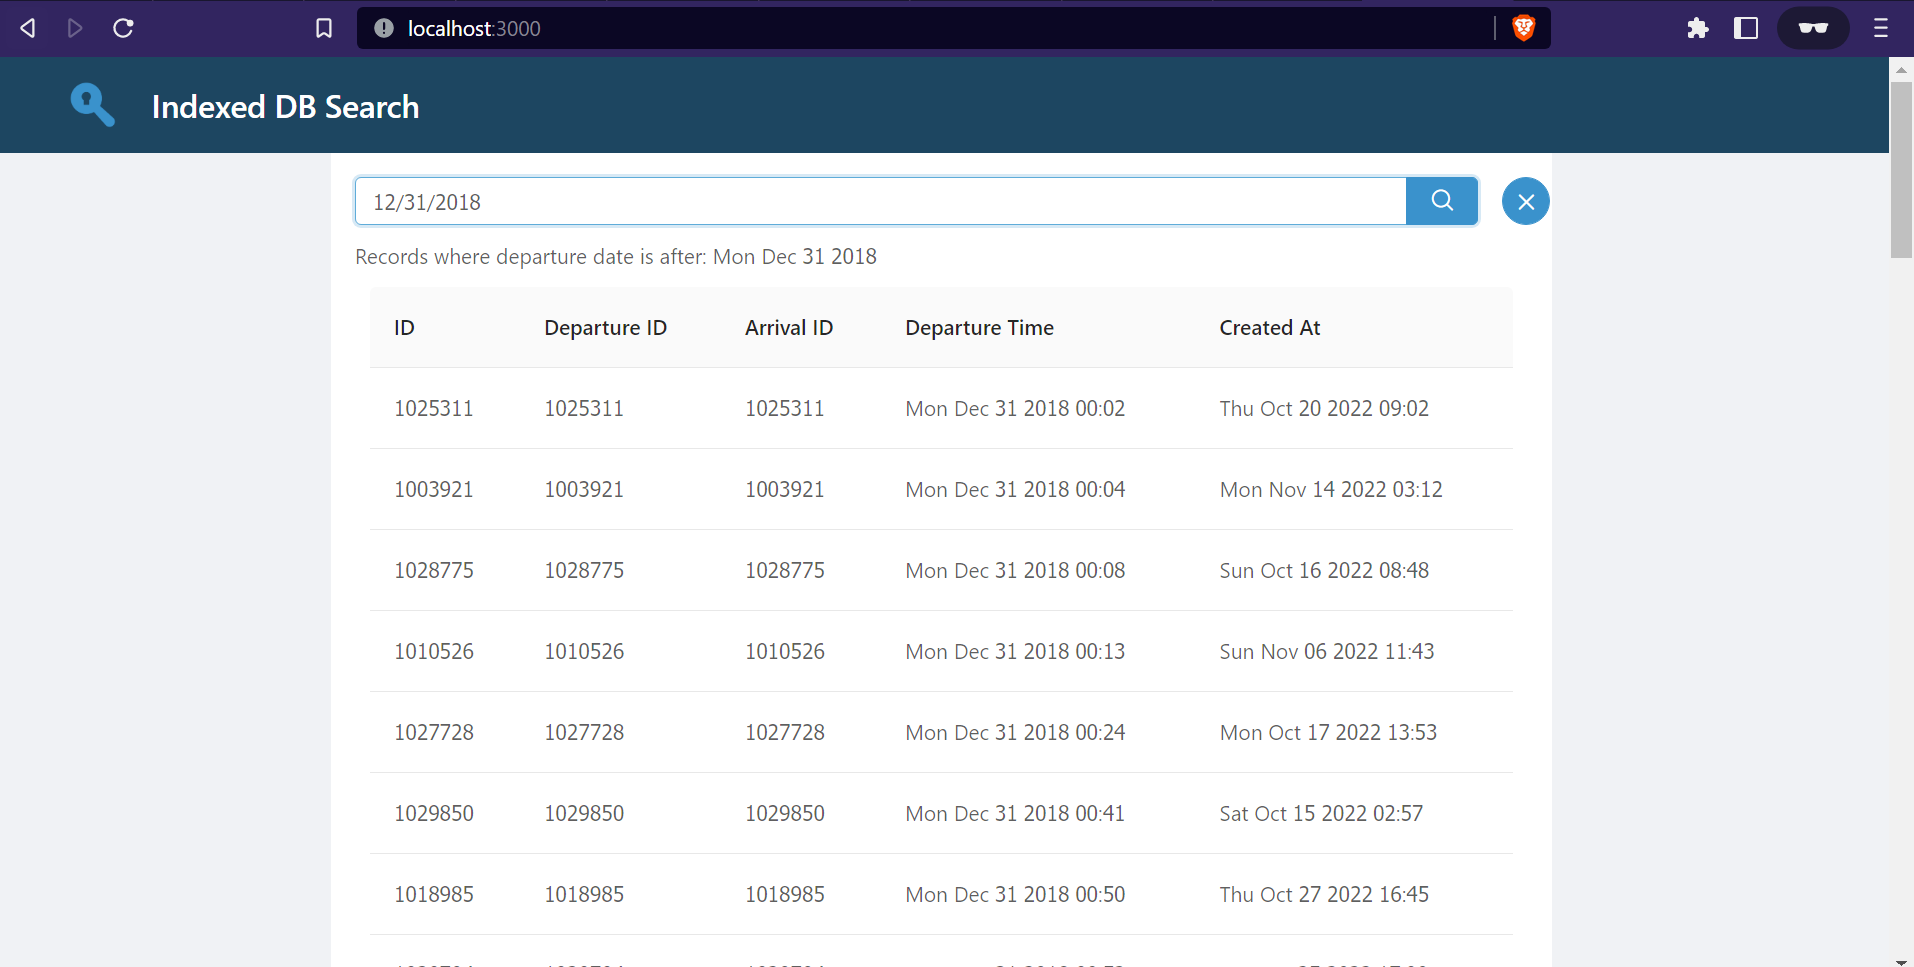 localhost:3000
Indexed DB Search
12/31/2018
Records where departure date is after: Mon Dec 31 2018
ID Departure ID Arrival ID Departure Time Created At
1025311 1025311 1025311 Mon Dec 31 2018 00:02 Thu Oct 20 2022 09:02
1003921 1003921 1003921 Mon Dec 31 2018 00:04 Mon Nov 14 2022 03:12
1028775 1028775 1028775 Mon Dec 31 2018 00:08 Sun Oct 16 2022 08:48
1010526 1010526 1010526 Mon Dec 31 2018 00:13 Sun Nov 06 2022 11:43
1027728 1027728 1027728 Mon Dec 31 2018 00:24 Mon Oct 17 2022 13:53
1029850 1029850 1029850 Mon Dec 31 2018 00:41 Sat Oct 15 2022 02:57
1018985 1018985 1018985 Mon Dec 31 2018 00:50 Thu Oct 27 2022 16:45